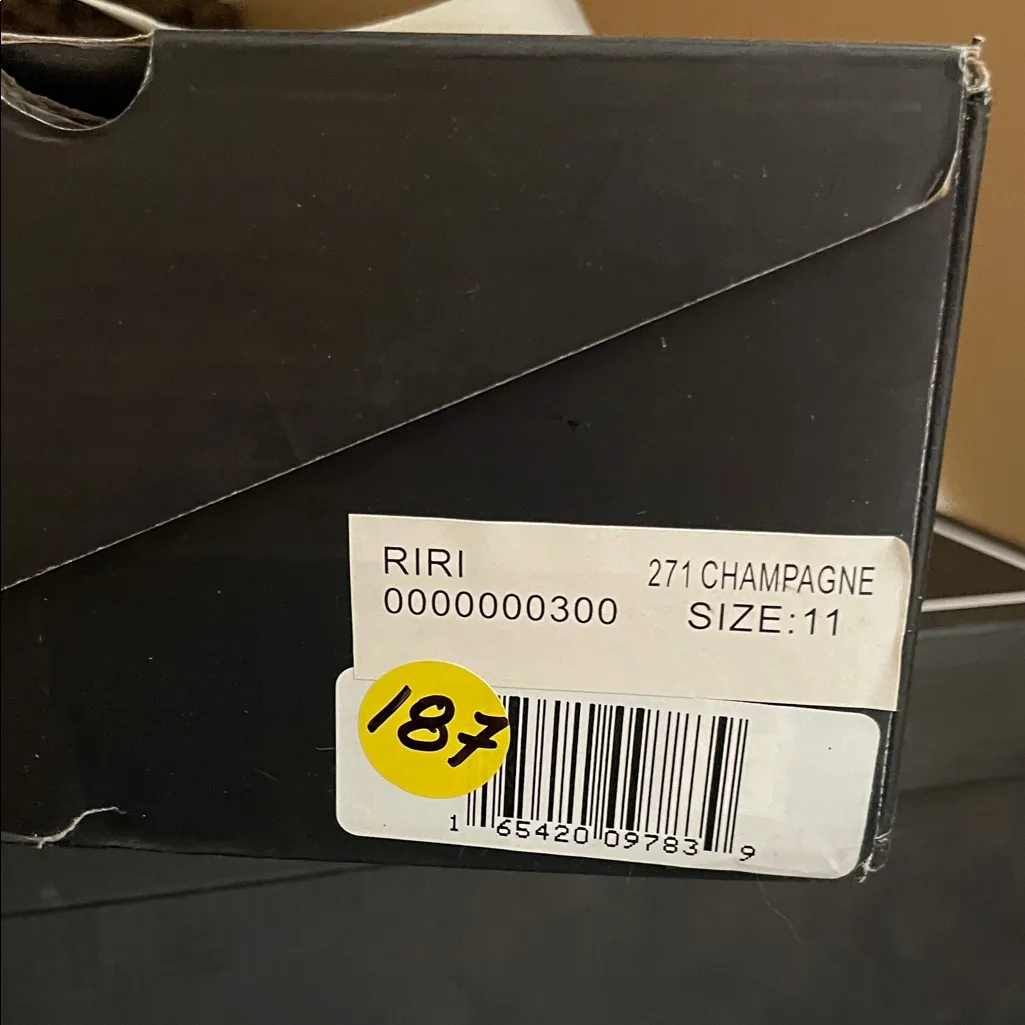 RIRI
271 CHAMPAGNE
0000000300
SIZE:11
187
1 65420 09783 9